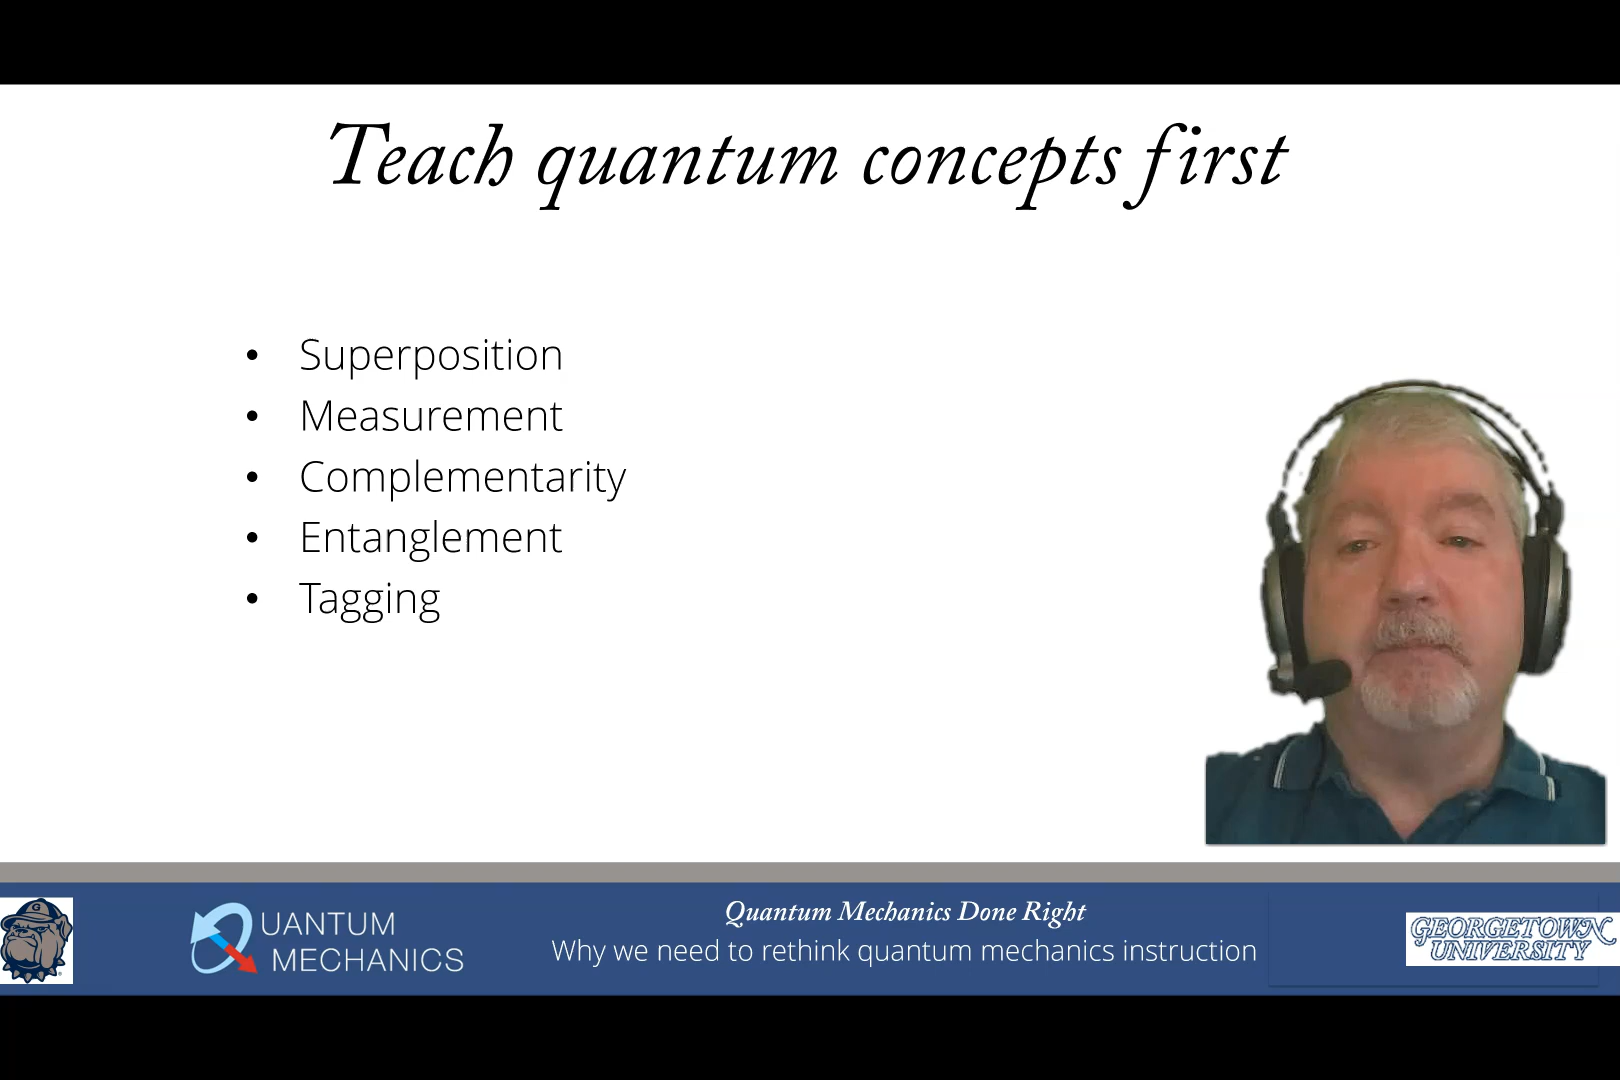 Teach quantum concepts first
• Superposition
• Measurement
• Complementarity
• Entanglement
• Tagging
G
QUANTUM
MECHANICS
Quantum Mechanics Done Right
Why we need to rethink quantum mechanics instruction
GEORGETOWN
UNIVERSITY